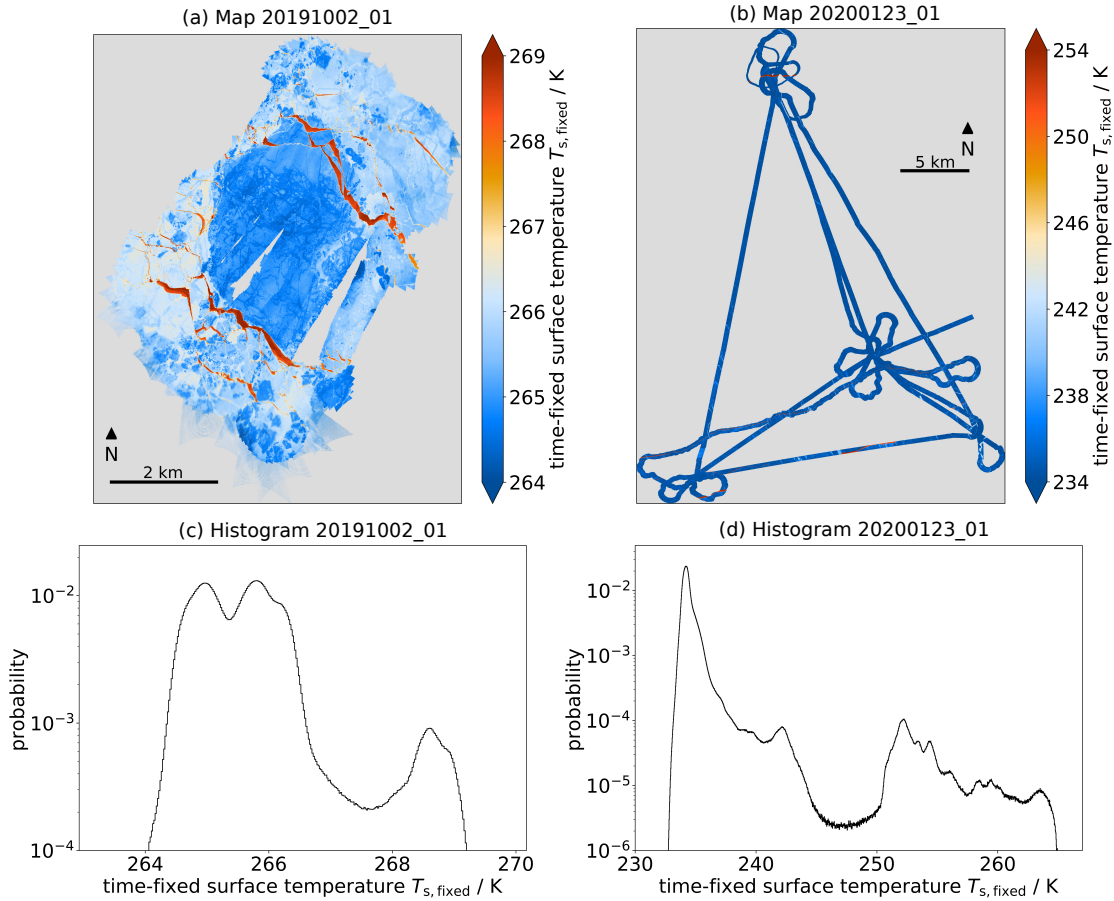 (a) Map 20191002_01
N
2 km
269
268
267
266
265
264
time-fixed surface temperature T_s, fixed / K
(b) Map 20200123_01
N
5 km
254
250
246
242
238
234
time-fixed surface temperature T_s, fixed / K
(c) Histogram 20191002_01
probability
10⁻²
10⁻³
10⁻⁴
264
266
268
270
time-fixed surface temperature T_s, fixed / K
(d) Histogram 20200123_01
probability
10⁻²
10⁻³
10⁻⁴
10⁻⁵
10⁻⁶
230
240
250
260
time-fixed surface temperature T_s, fixed / K